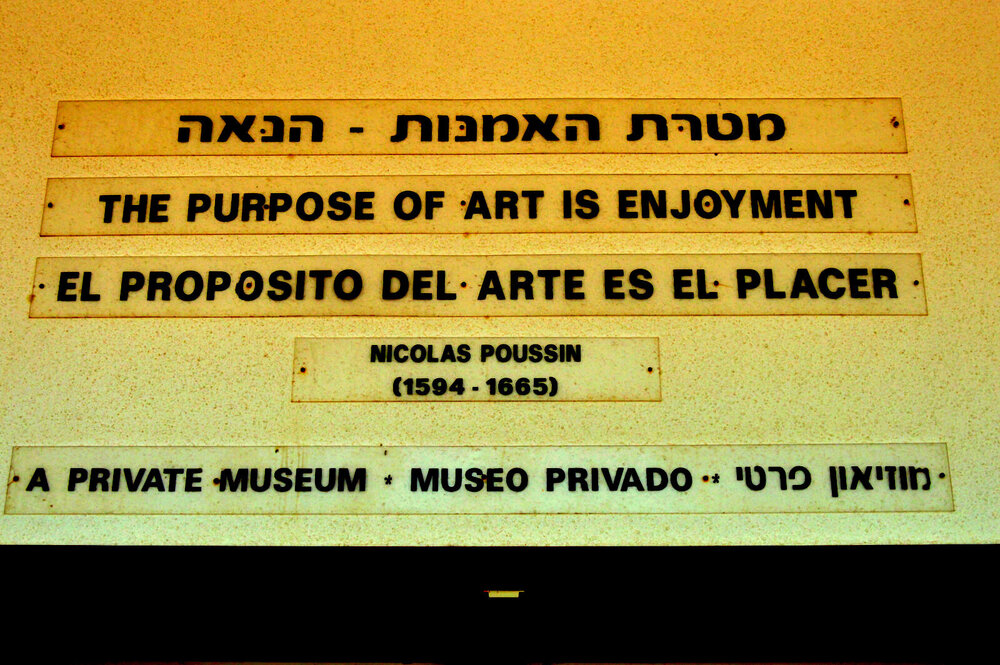 מטרת האמנות - הנאה
THE PURPOSE OF ART IS ENJOYMENT
EL PROPOSITO DEL ARTE ES EL PLACER
NICOLAS POUSSIN
(1594 - 1665)
A PRIVATE MUSEUM * MUSEO PRIVADO * מוזיאון פרטי